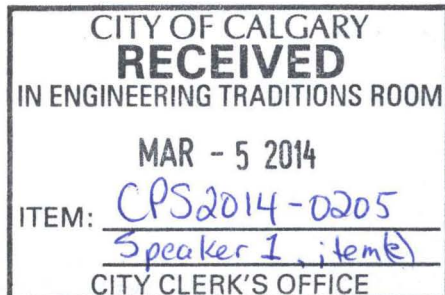 CITY OF CALGARY
RECEIVED
IN ENGINEERING TRADITIONS ROOM
MAR - 5 2014
ITEM: CPS2014-0205
Speaker 1, item(e)
CITY CLERK'S OFFICE